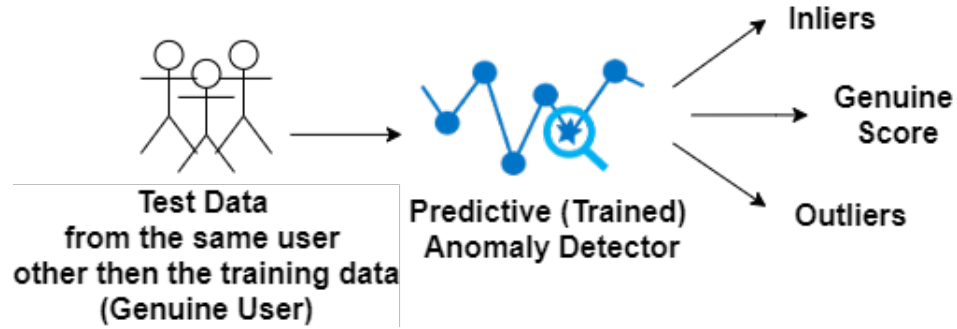 Test Data
from the same user
other then the training data
(Genuine User)
Predictive (Trained)
Anomaly Detector
Inliers
Genuine
Score
Outliers